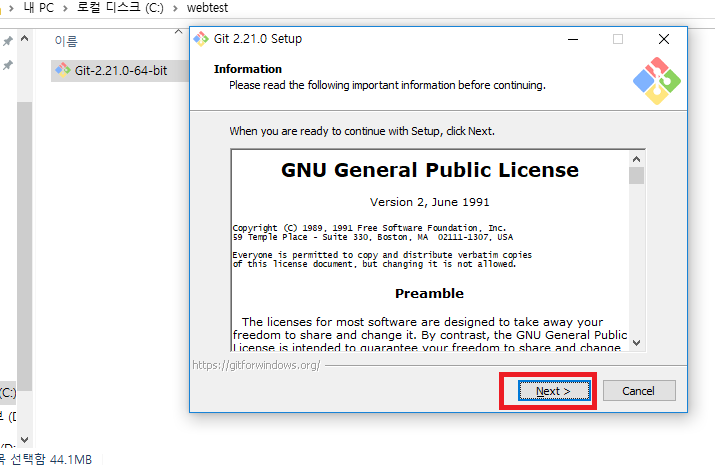 내 PC > 로컬 디스크 (C:) > webtest
이름
Git-2.21.0-64-bit
Git 2.21.0 Setup
Information
Please read the following important information before continuing.
When you are ready to continue with Setup, click Next.
GNU General Public License
Version 2, June 1991
Copyright (C) 1989, 1991 Free Software Foundation, Inc.
59 Temple Place - Suite 330, Boston, MA  02111-1307, USA
Everyone is permitted to copy and distribute verbatim copies
of this license document, but changing it is not allowed.
Preamble
The licenses for most software are designed to take away your
freedom to share and change it. By contrast, the GNU General Public
License is intended to guarantee your freedom to share and change
https://gitforwindows.org/
Next >
Cancel
(C:)
(D
선택함 44.1MB